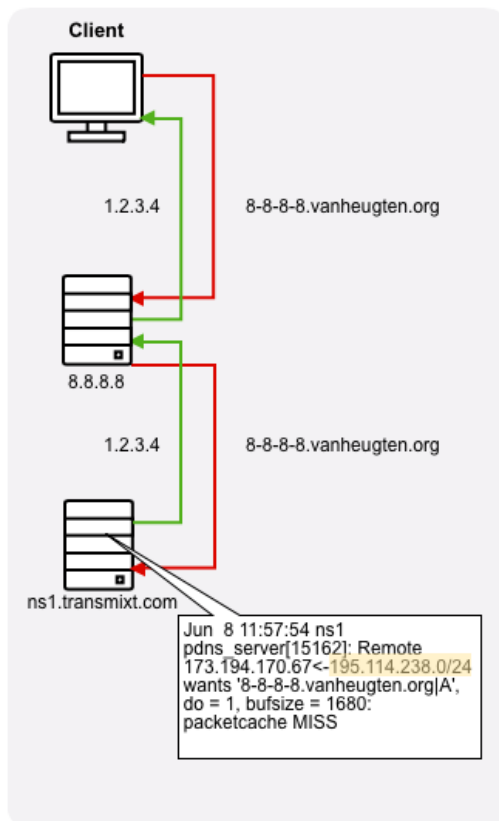 Client
1.2.3.4
8-8-8-8.vanheugten.org
8.8.8.8
1.2.3.4
8-8-8-8.vanheugten.org
ns1.transmixt.com
Jun  8 11:57:54 ns1
pdns_server[15162]: Remote
173.194.170.67<-195.114.238.0/24
wants '8-8-8-8.vanheugten.org|A',
do = 1, bufsize = 1680:
packetcache MISS